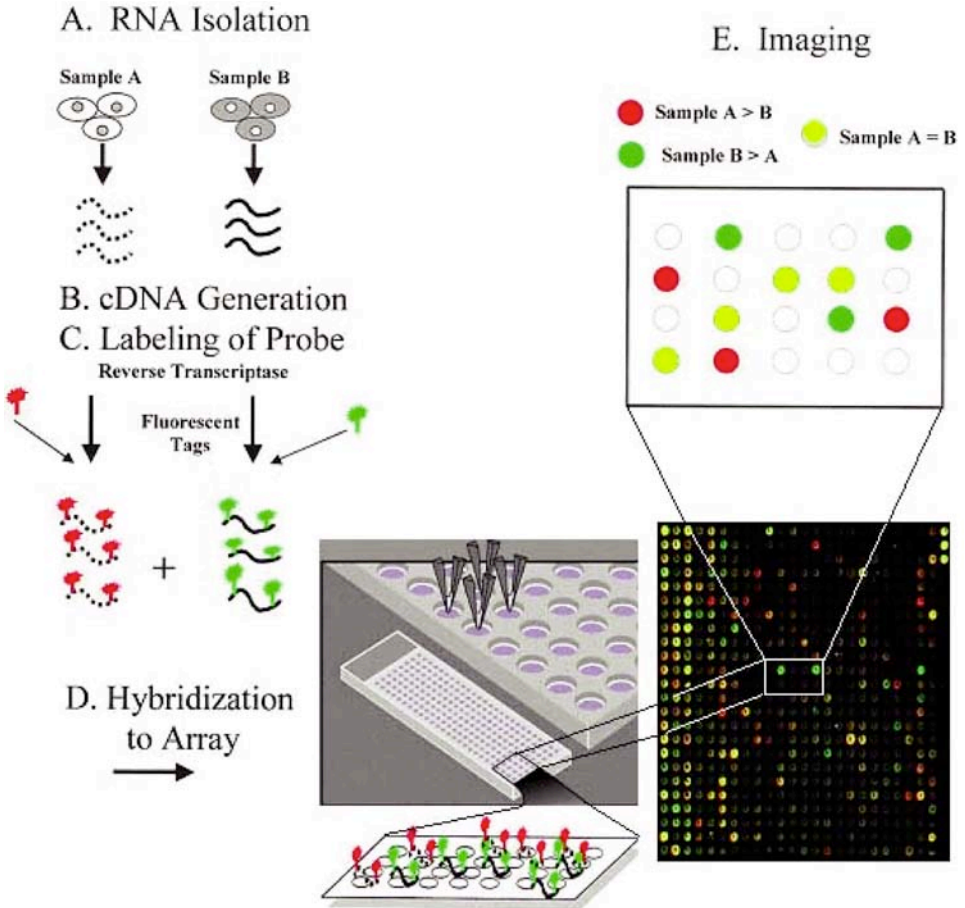 A. RNA Isolation
Sample A
Sample B
B. cDNA Generation
C. Labeling of Probe
Reverse Transcriptase
Fluorescent
Tags
+
D. Hybridization
to Array
E. Imaging
Sample A > B
Sample A = B
Sample B > A